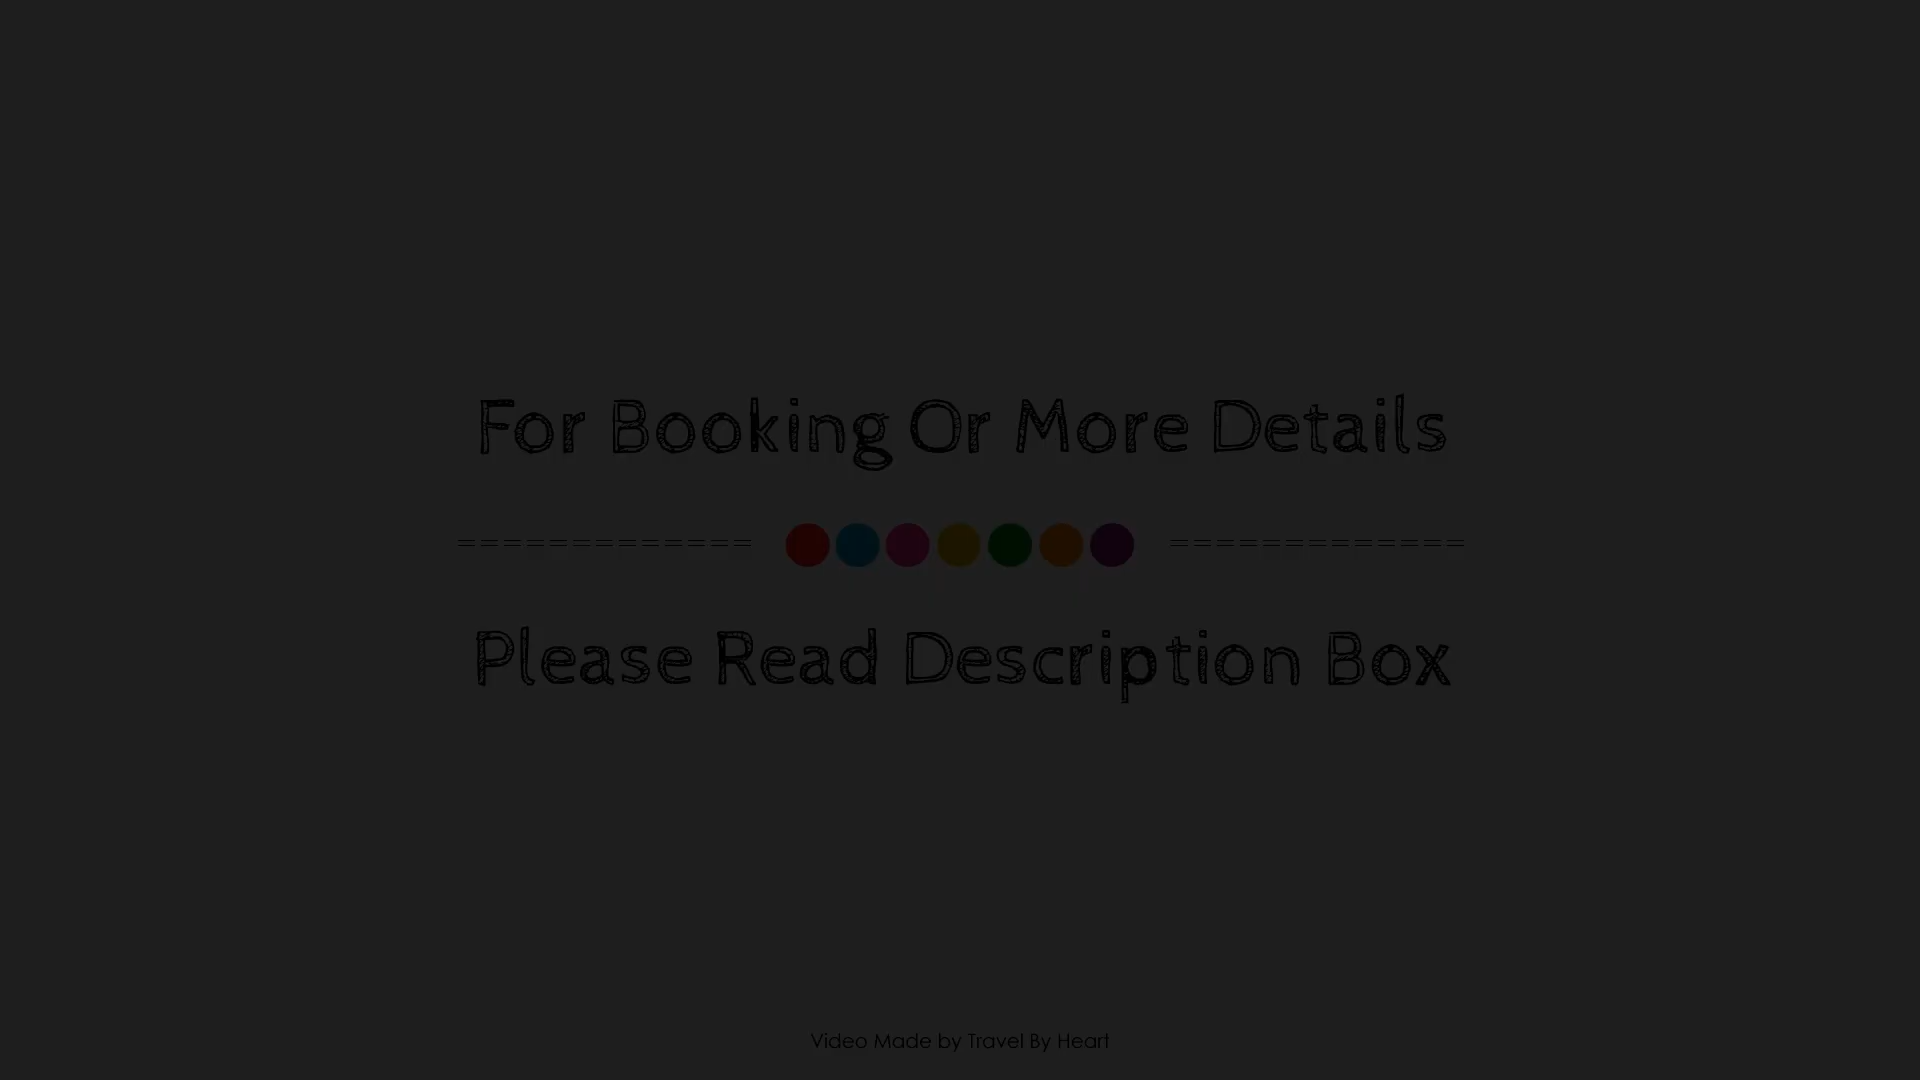 For Booking Or More Details
============= =============
Please Read Description Box
Video Made by Travel By Heart